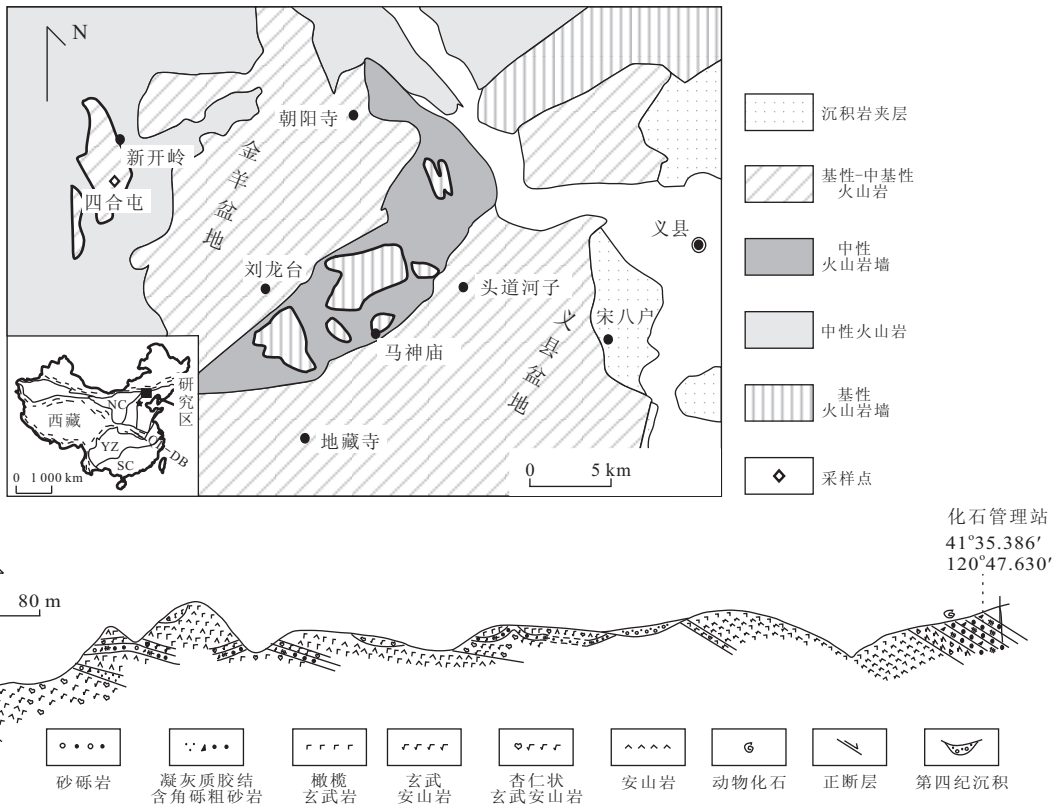 N
朝阳寺
新开岭
四合屯
金羊盆地
刘龙台
头道河子
义县
宋八户
义县盆地
马神庙
地藏寺
0 5 km
研究区
NC
西藏
YZ
SC
DB
0 1 000 km
沉积岩夹层
基性-中基性
火山岩
中性
火山岩墙
中性火山岩
基性
火山岩墙
采样点
化石管理站
41°35.386′
120°47.630′
80 m
砂砾岩
凝灰质胶结
含角砾粗砂岩
橄榄
玄武岩
玄武
安山岩
杏仁状
玄武安山岩
安山岩
动物化石
正断层
第四纪沉积